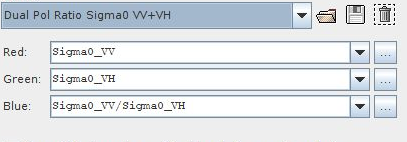 Dual Pol Ratio Sigma0 VV+VH
Red: Sigma0_VV ...
Green: Sigma0_VH ...
Blue: Sigma0_VV/Sigma0_VH ...